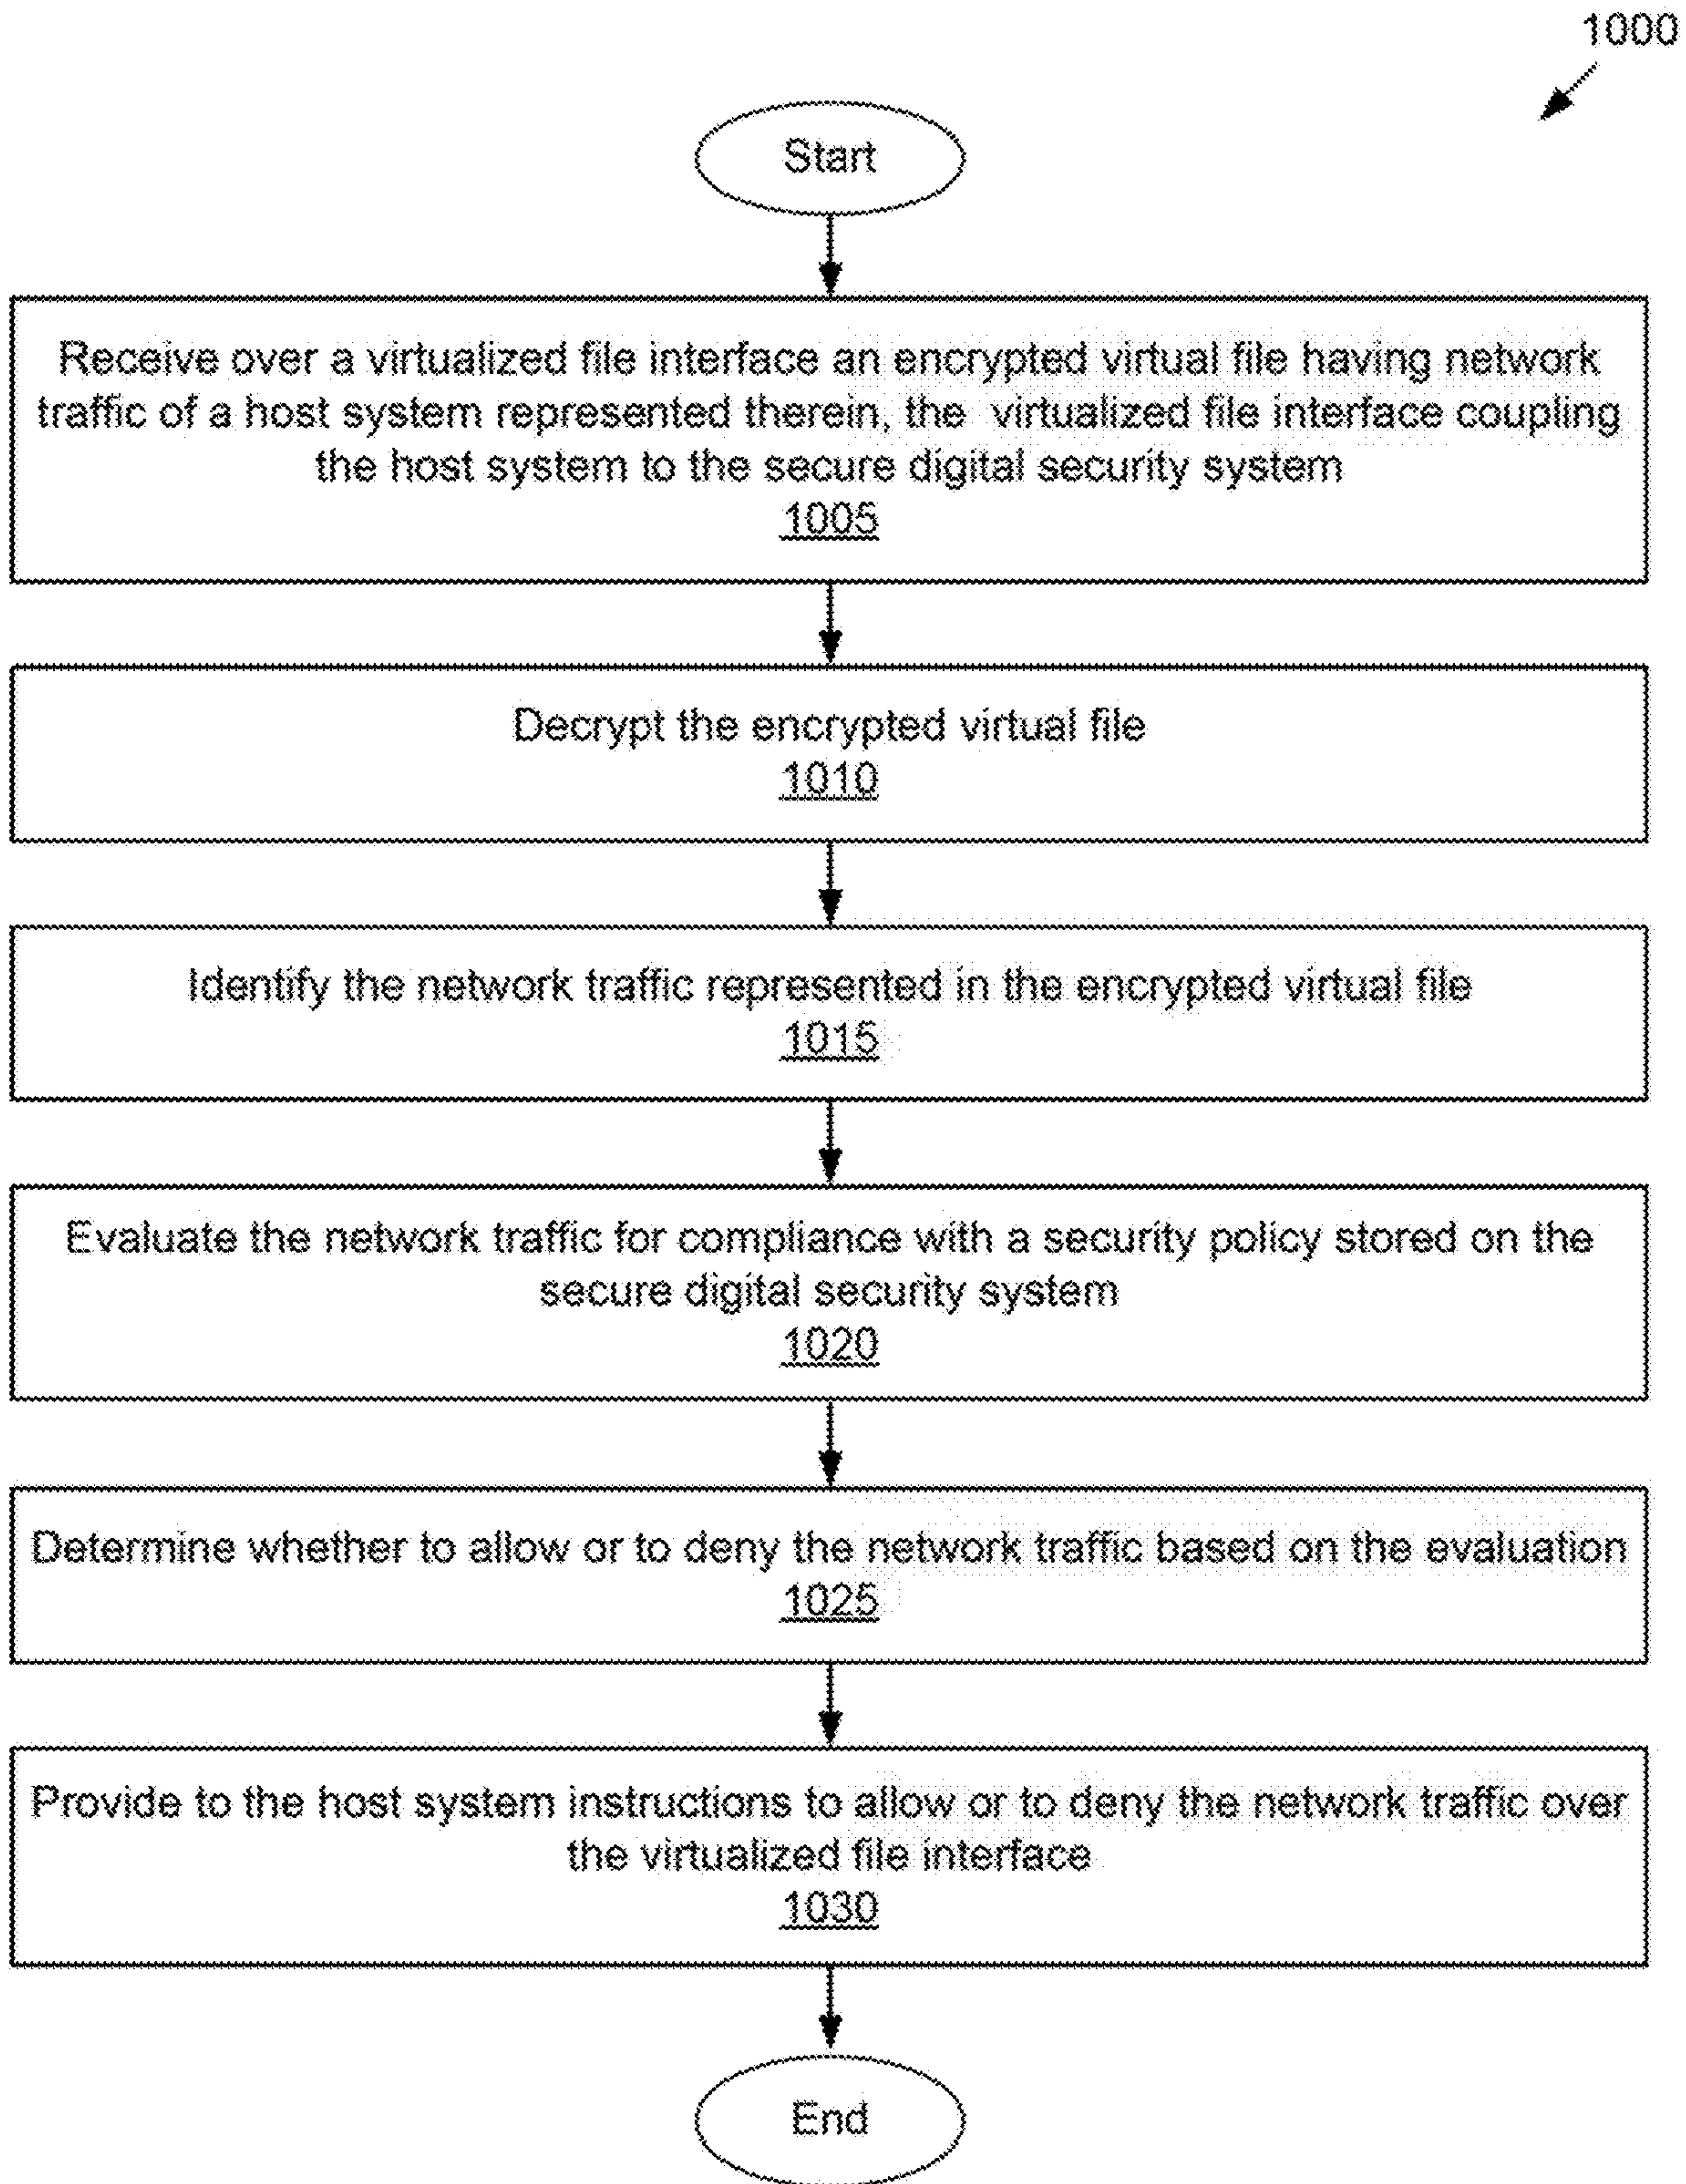 1000
Start
Receive over a virtualized file interface an encrypted virtual file having network
traffic of a host system represented therein, the virtualized file interface coupling
the host system to the secure digital security system
1005
Decrypt the encrypted virtual file
1010
Identify the network traffic represented in the encrypted virtual file
1015
Evaluate the network traffic for compliance with a security policy stored on the
secure digital security system
1020
Determine whether to allow or to deny the network traffic based on the evaluation
1025
Provide to the host system instructions to allow or to deny the network traffic over
the virtualized file interface
1030
End